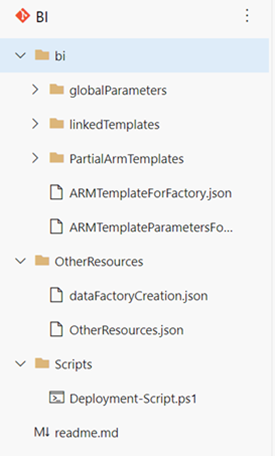 BI
bi
globalParameters
linkedTemplates
PartialArmTemplates
ARMTemplateForFactory.json
ARMTemplateParametersFo...
OtherResources
dataFactoryCreation.json
OtherResources.json
Scripts
Deployment-Script.ps1
M↓ readme.md